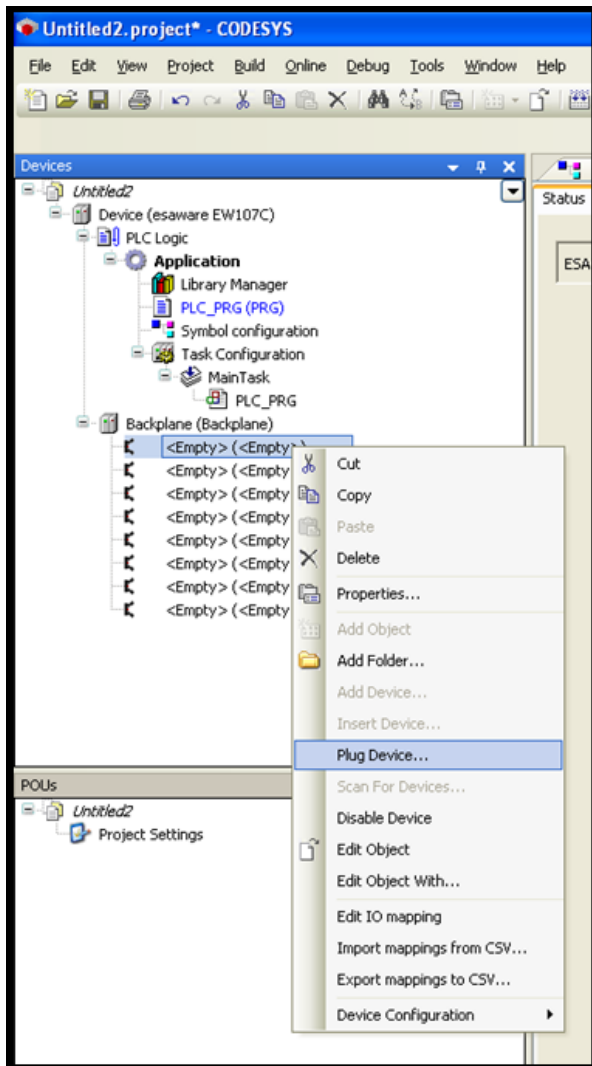 Untitled2.project* - CODESYS
File Edit View Project Build Online Debug Tools Window Help
Devices
Untitled2
Status
Device (esaware EW107C)
PLC Logic
Application
ESA
Library Manager
PLC_PRG (PRG)
Symbol configuration
Task Configuration
MainTask
PLC_PRG
Backplane (Backplane)
<Empty> (<Empty>)
<Empty> (<Empty
<Empty> (<Empty
<Empty> (<Empty
<Empty> (<Empty
<Empty> (<Empty
<Empty> (<Empty
<Empty> (<Empty
Cut
Copy
Paste
Delete
Properties...
Add Object
Add Folder...
Add Device...
Insert Device...
Plug Device...
Scan For Devices...
Disable Device
Edit Object
Edit Object With...
Edit IO mapping
Import mappings from CSV...
Export mappings to CSV...
Device Configuration
POUs
Untitled2
Project Settings